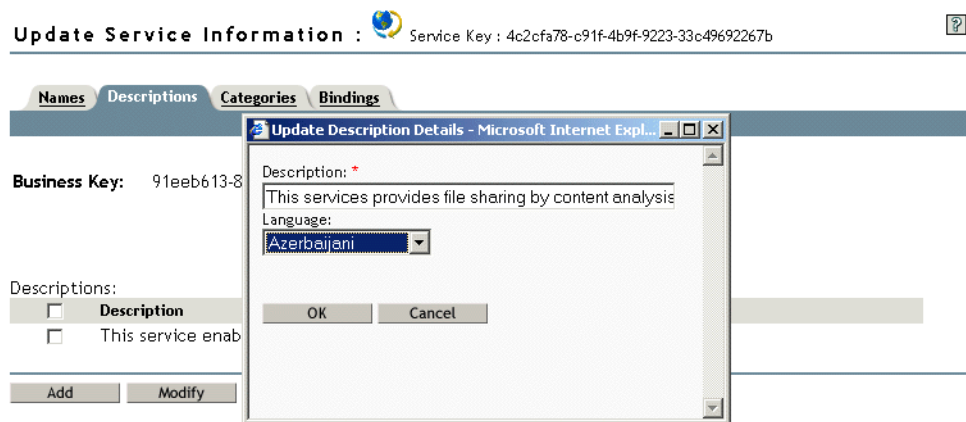 Update Service Information : Service Key : 4c2cfa78-c91f-4b9f-9223-33c49692267b
?
Names Descriptions Categories Bindings
Update Description Details - Microsoft Internet Expl...
Description: *
Business Key: 91eeb613-8
This services provides file sharing by content analysis
Language:
Azerbaijani
Descriptions:
OK Cancel
Description
This service enab
Add Modify